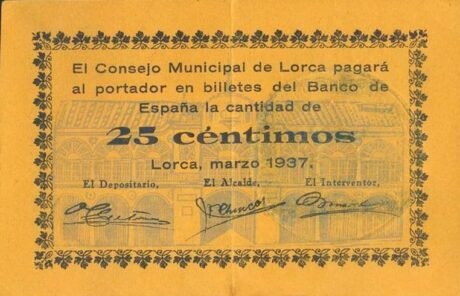 El Consejo Municipal de Lorca pagará
al portador en billetes del Banco de
España la cantidad de
25 céntimos
Lorca, marzo 1937.
El Depositario, El Alcalde, El Interventor,